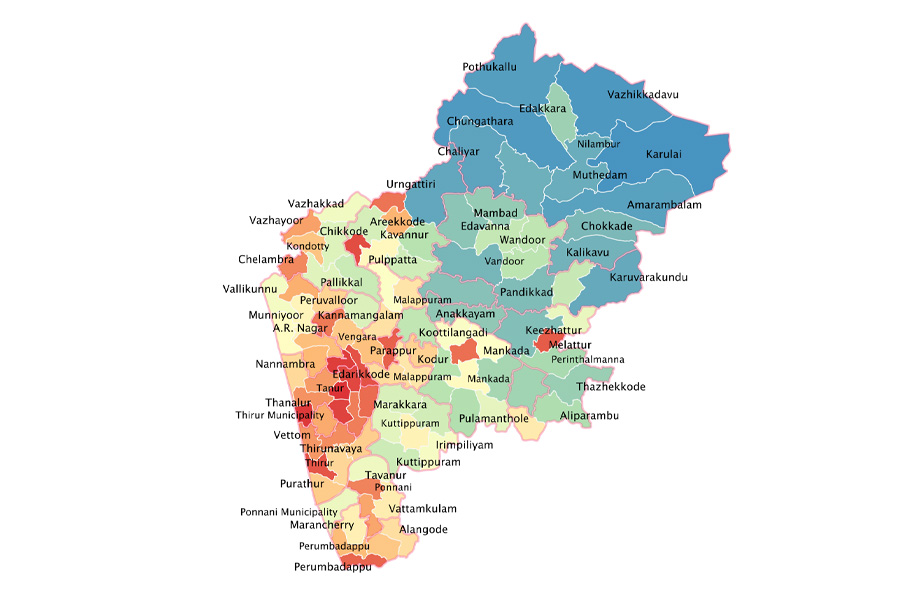 Pothukallu
Vazhikkadavu
Edakkara
Chungathara
Nilambur
Chaliyar
Karulai
Muthedam
Urngattiri
Vazhakkad
Amarambalam
Mambad
Vazhayoor
Areekkode
Edavanna
Chokkade
Chikkode
Kavannur
Wandoor
Kondotty
Kalikavu
Chelambra
Pulppatta
Vandoor
Karuvarakundu
Pallikkal
Vallikunnu
Pandikkad
Peruvalloor
Malappuram
Munniyoor
Kannamangalam
Anakkayam
A.R. Nagar
Koottilangadi
Keezhattur
Vengara
Melattur
Parappur
Mankada
Kodur
Perinthalmanna
Nannambra
Edarikkode
Malappuram
Mankada
Tanur
Thazhekkode
Thanalur
Marakkara
Thirur Municipality
Aliparambu
Pulamanthole
Kuttippuram
Vettom
Irimpiliyam
Thirunavaya
Thirur
Kuttippuram
Tavanur
Purathur
Ponnani
Vattamkulam
Ponnani Municipality
Marancherry
Alangode
Perumbadappu
Perumbadappu